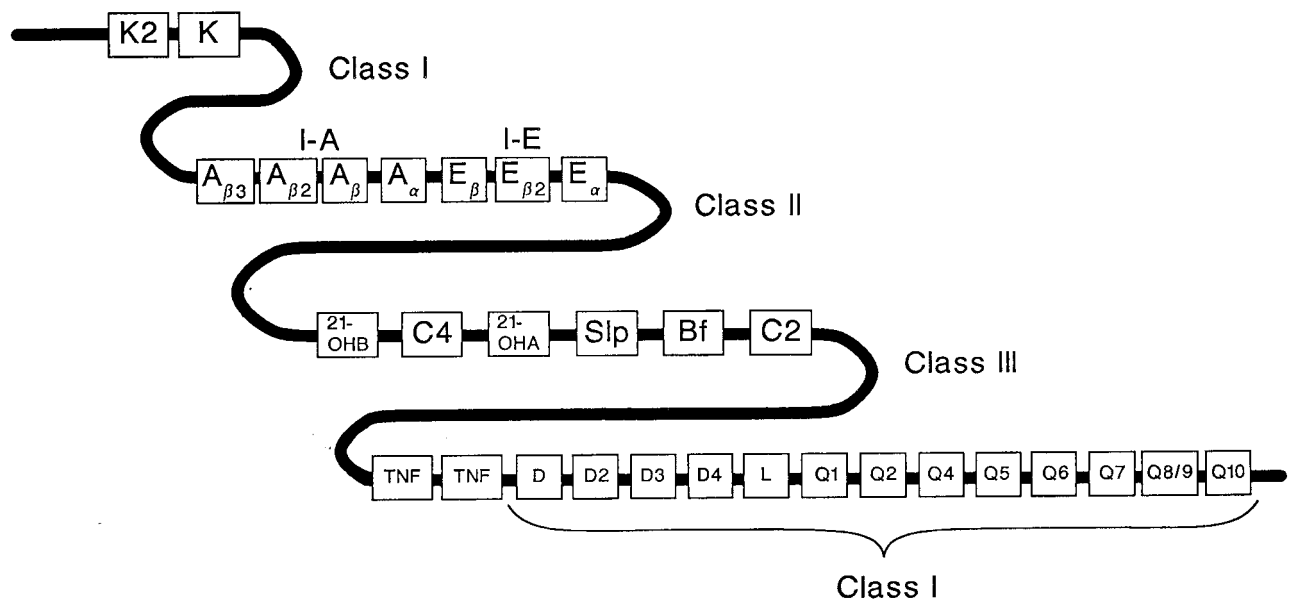 K2 K
Class I
I-A I-E
Aβ3 Aβ2 Aβ Aα Eβ Eβ2 Eα
Class II
21-OHB C4 21-OHA Slp Bf C2
Class III
TNF TNF D D2 D3 D4 L Q1 Q2 Q4 Q5 Q6 Q7 Q8/9 Q10
Class I